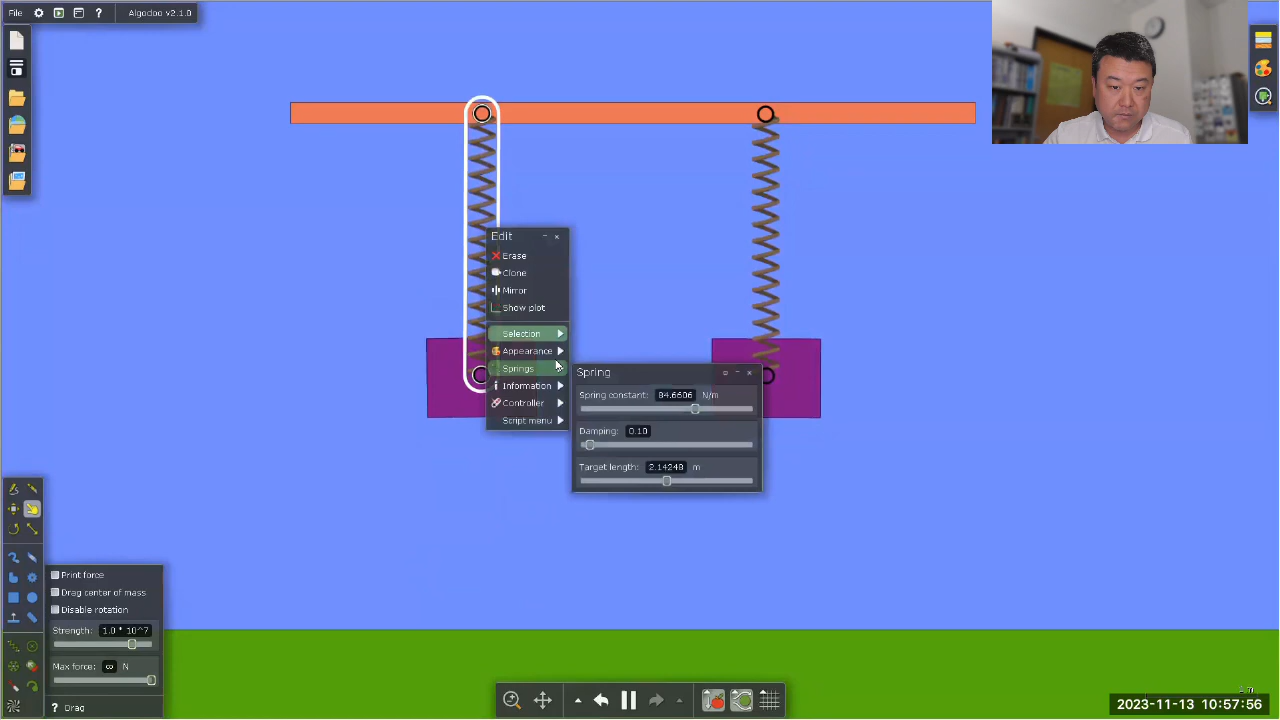 File
?
Algodoo v2.1.0
Edit
Erase
Clone
Mirror
Show plot
Selection
Appearance
Springs
Information
Controller
Script menu
Spring
Spring constant: 84.6606 N/m
Damping: 0.10
Target length: 2.14248 m
Print force
Drag center of mass
Disable rotation
Strength: 1.0 * 10^7
Max force: ∞ N
? Drag
1 m
2023-11-13 10:57:56